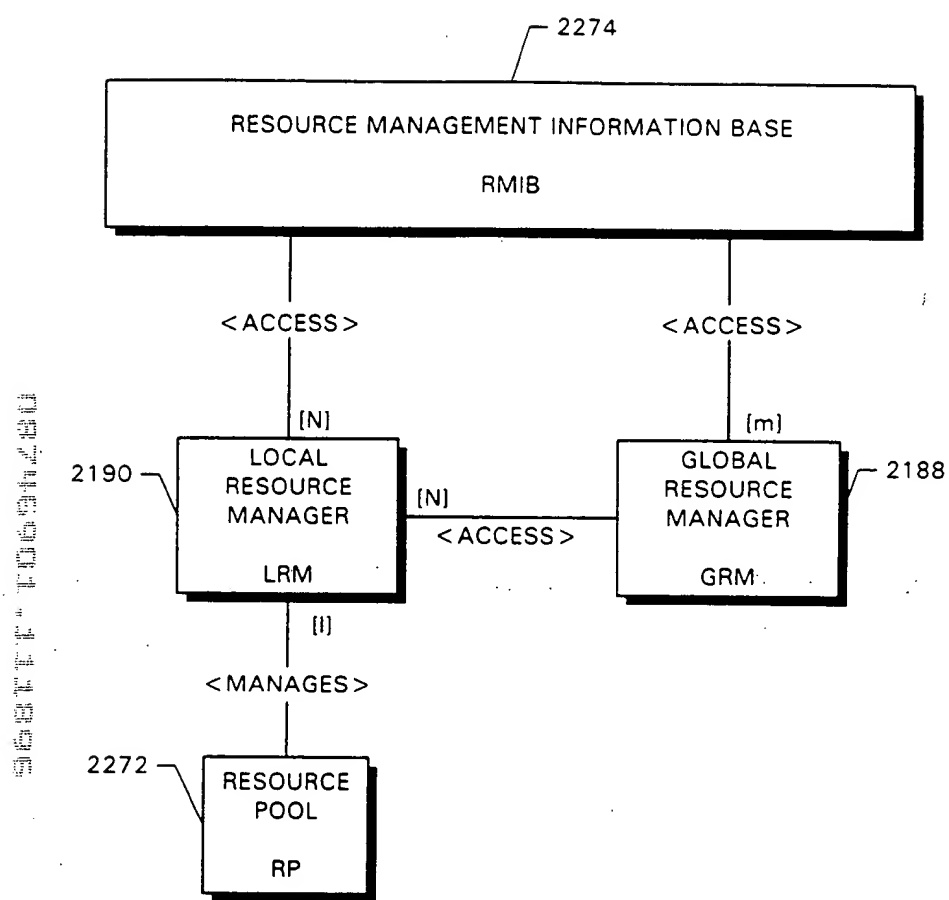 2274
RESOURCE MANAGEMENT INFORMATION BASE
RMIB
<ACCESS>
<ACCESS>
[N]
[m]
2190
LOCAL
RESOURCE
MANAGER
LRM
[N]
<ACCESS>
GLOBAL
RESOURCE
MANAGER
GRM
2188
[I]
<MANAGES>
2272
RESOURCE
POOL
RP